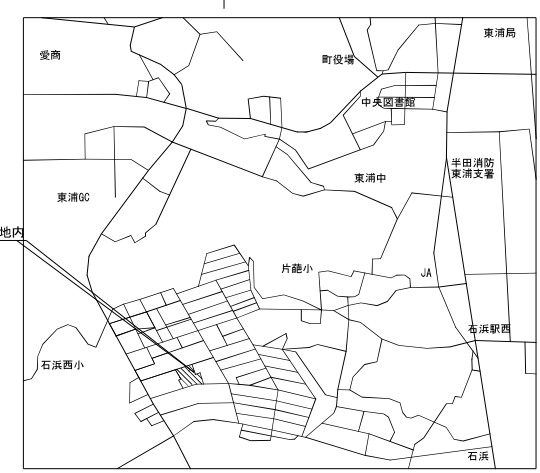 東浦局
愛商
町役場
中央図書館
半田消防
東浦支署
東浦中
東浦GC
地内
片葩小
JA
石浜駅西
石浜西小
石浜